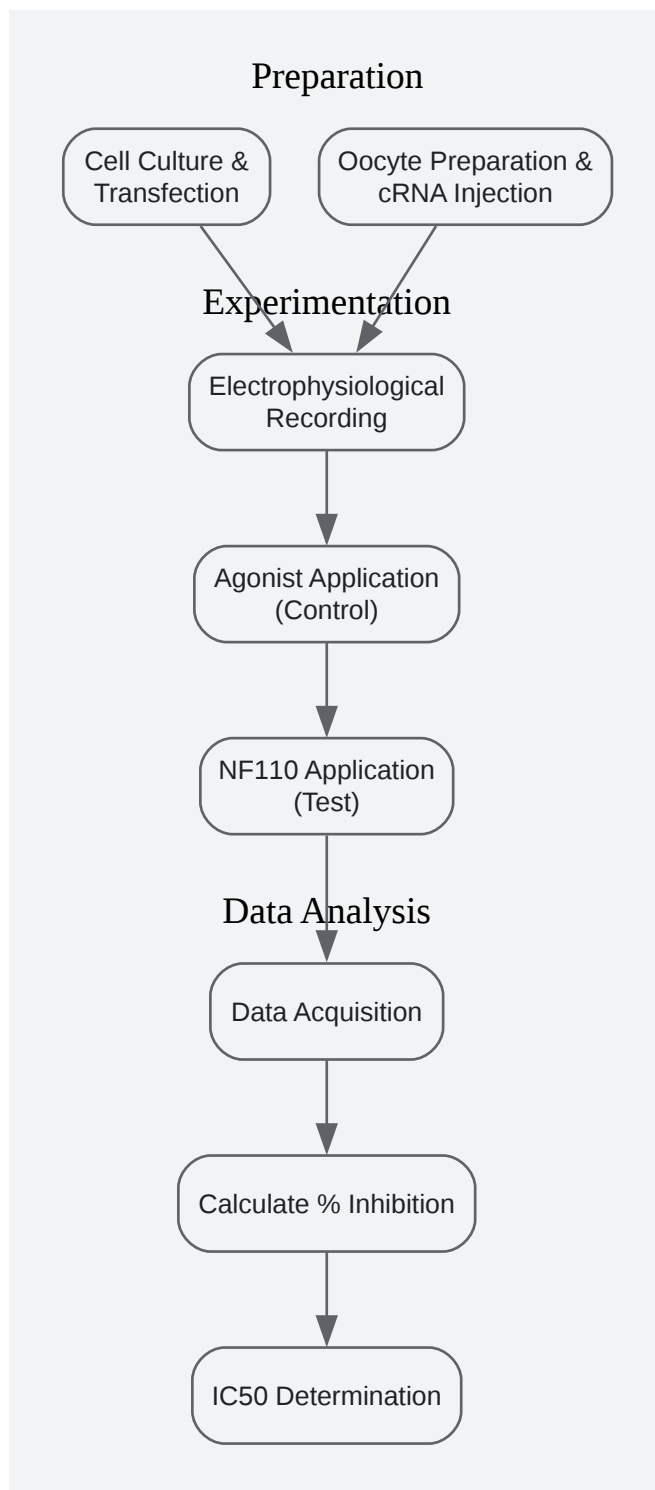 Preparation
Cell Culture &
Transfection
Oocyte Preparation &
cRNA Injection
Experimentation
Electrophysiological
Recording
Agonist Application
(Control)
NF110 Application
(Test)
Data Analysis
Data Acquisition
Calculate % Inhibition
IC50 Determination